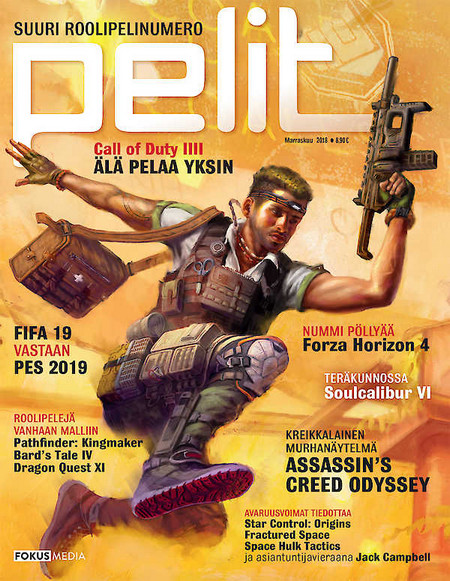 SUURI ROOLIPELINUMERO
pelit
Marraskuu 2018 ♦ 8,90 €
Call of Duty IIII
ÄLÄ PELAA YKSIN
FIFA 19
VASTAAN
PES 2019
NUMMI PÖLLYÄÄ
Forza Horizon 4
TERÄKUNNOSSA
Soulcalibur VI
ROOLIPELEJÄ
VANHAAN MALLIIN
Pathfinder: Kingmaker
Bard's Tale IV
Dragon Quest XI
KREIKKALAINEN
MURHANÄYTELMÄ
ASSASSIN'S
CREED ODYSSEY
AVARUUSVOIMAT TIEDOTTAA
Star Control: Origins
Fractured Space
Space Hulk Tactics
ja asiantuntijavieraana Jack Campbell
FOKUS MEDIA